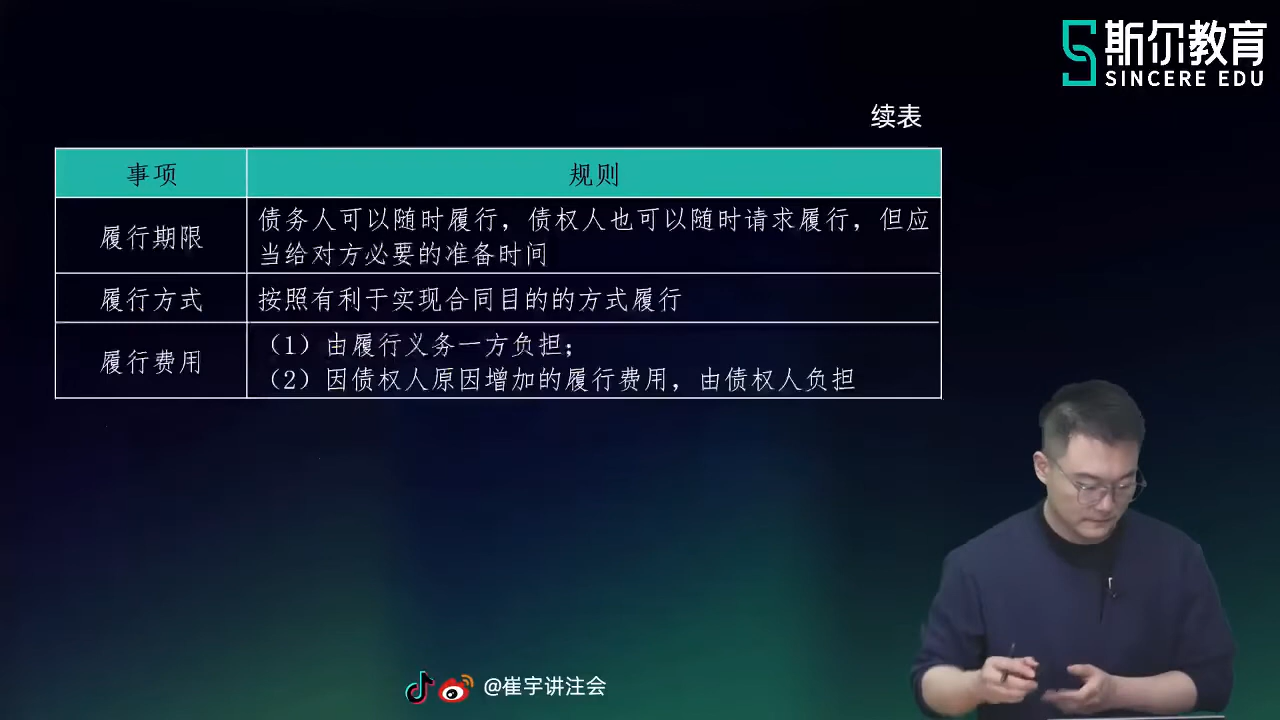 斯尔教育
SINCERE EDU
续表
事项
规则
履行期限
债务人可以随时履行，债权人也可以随时请求履行，但应
当给对方必要的准备时间
履行方式
按照有利于实现合同目的的方式履行
履行费用
（1）由履行义务一方负担；
（2）因债权人原因增加的履行费用，由债权人负担
@崔宇讲注会